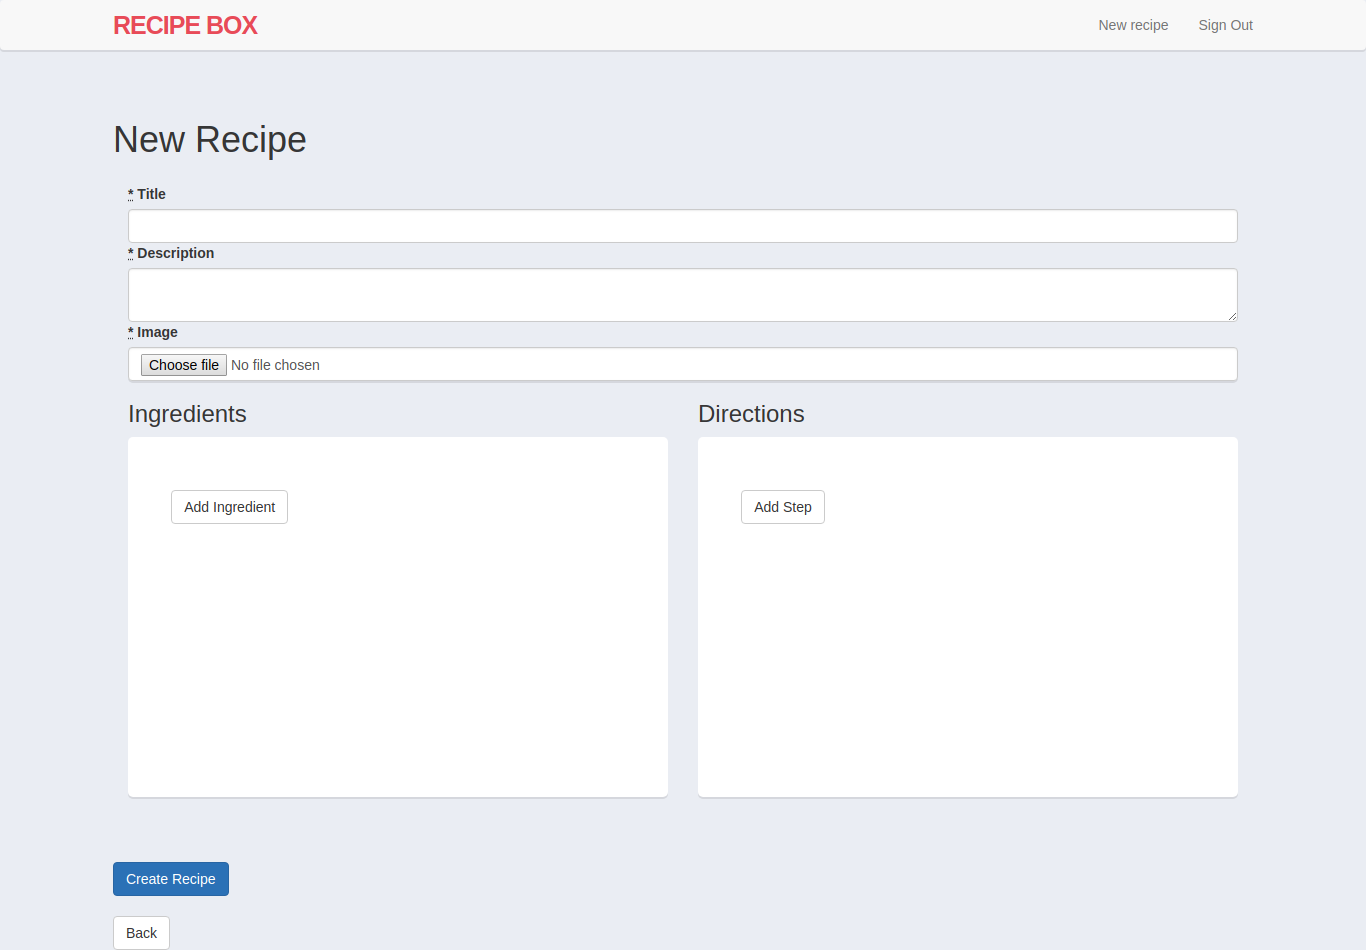 RECIPE BOX
New recipe
Sign Out
New Recipe
* Title
* Description
* Image
Choose file No file chosen
Ingredients
Directions
Add Ingredient
Add Step
Create Recipe
Back